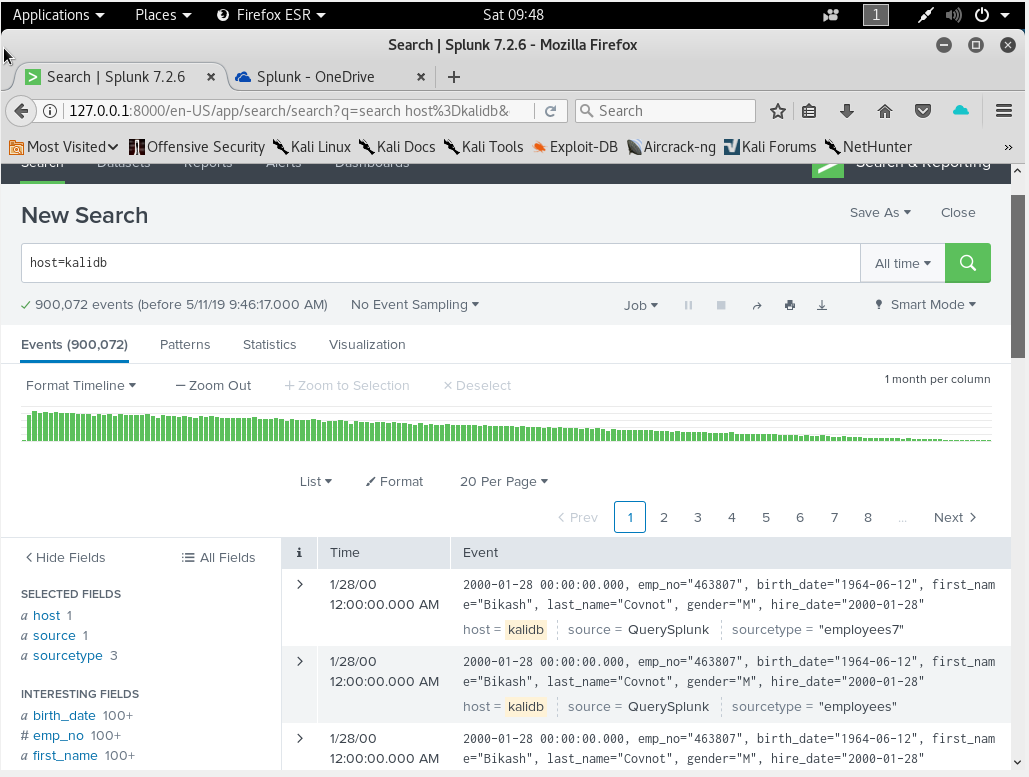 Applications Places Firefox ESR Sat 09:48 1
Search | Splunk 7.2.6 - Mozilla Firefox
Search | Splunk 7.2.6 Splunk - OneDrive
127.0.0.1:8000/en-US/app/search/search?q=search host%3Dkalidb& Search
Most Visited Offensive Security Kali Linux Kali Docs Kali Tools Exploit-DB Aircrack-ng Kali Forums NetHunter »
Search Datasets Reports Alerts Dashboards Search & Reporting
New Search Save As Close
host=kalidb All time
900,072 events (before 5/11/19 9:46:17.000 AM) No Event Sampling Job Smart Mode
Events (900,072) Patterns Statistics Visualization
Format Timeline — Zoom Out + Zoom to Selection × Deselect 1 month per column
List Format 20 Per Page
< Prev 1 2 3 4 5 6 7 8 ... Next >
< Hide Fields All Fields
i Time Event
SELECTED FIELDS
a host 1
a source 1
a sourcetype 3
INTERESTING FIELDS
a birth_date 100+
# emp_no 100+
a first_name 100+
> 1/28/00 2000-01-28 00:00:00.000, emp_no="463807", birth_date="1964-06-12", first_nam
12:00:00.000 AM e="Bikash", last_name="Covnot", gender="M", hire_date="2000-01-28"
host = kalidb source = QuerySplunk sourcetype = "employees7"
> 1/28/00 2000-01-28 00:00:00.000, emp_no="463807", birth_date="1964-06-12", first_nam
12:00:00.000 AM e="Bikash", last_name="Covnot", gender="M", hire_date="2000-01-28"
host = kalidb source = QuerySplunk sourcetype = "employees"
> 1/28/00 2000-01-28 00:00:00.000, emp_no="463807", birth_date="1964-06-12", first_nam
12:00:00.000 AM e="Bikash", last_name="Covnot", gender="M", hire_date="2000-01-28"